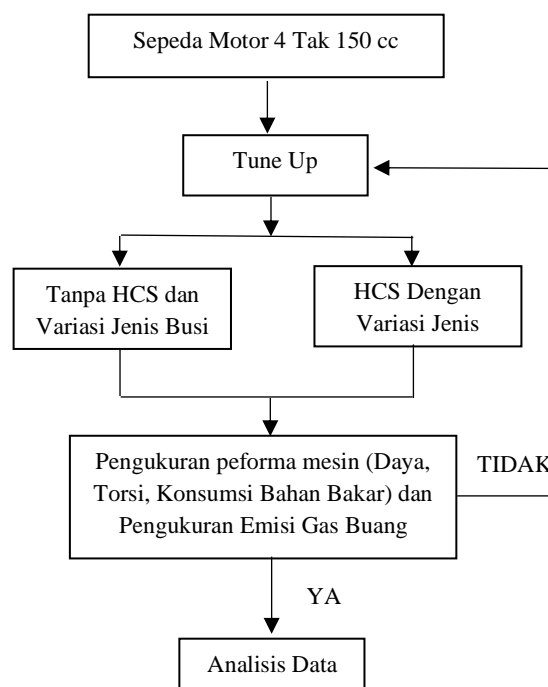 Sepeda Motor 4 Tak 150 cc
Tune Up
Tanpa HCS dan
Variasi Jenis Busi
HCS Dengan
Variasi Jenis
Pengukuran peforma mesin (Daya,
Torsi, Konsumsi Bahan Bakar) dan
Pengukuran Emisi Gas Buang
TIDAK
YA
Analisis Data